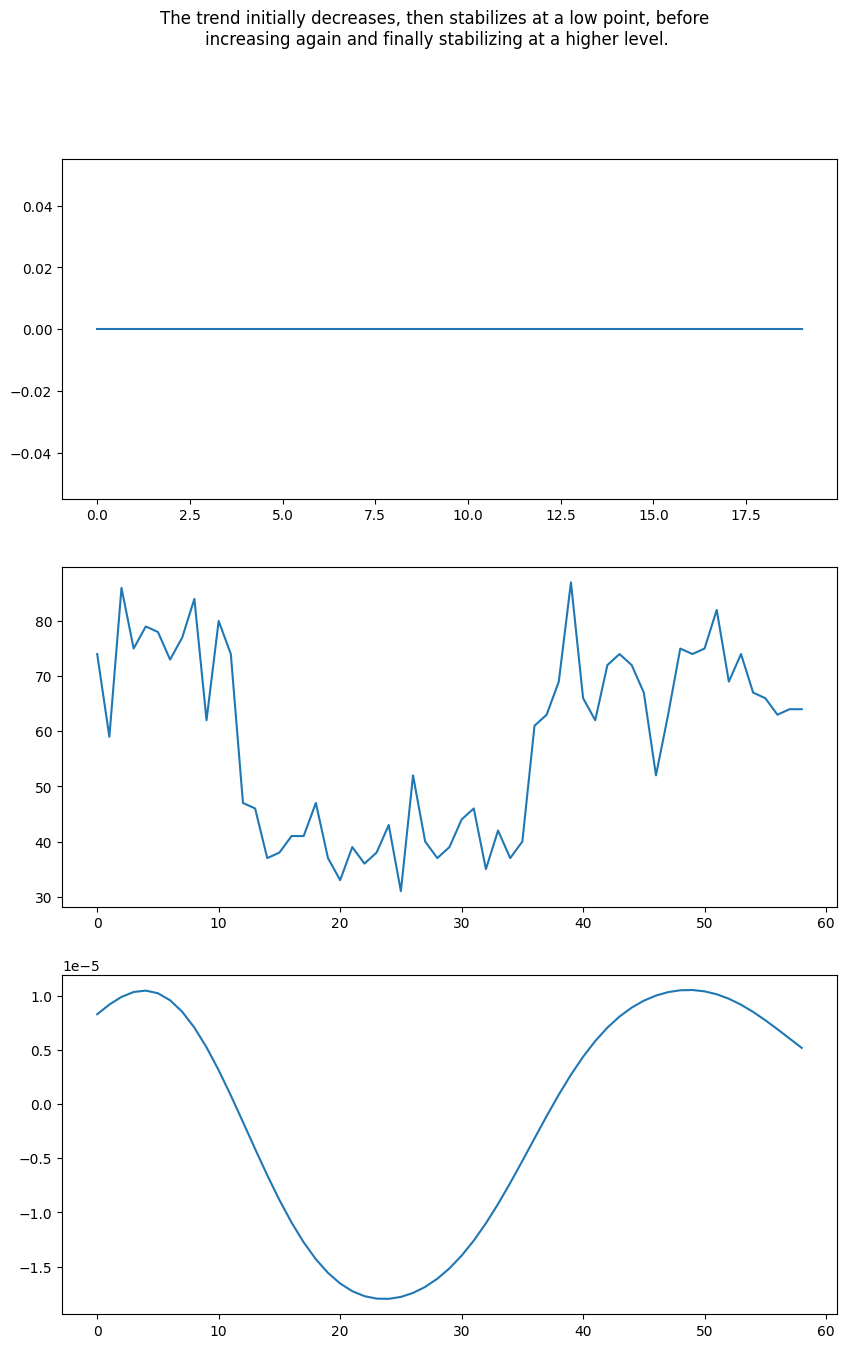 The trend initially decreases, then stabilizes at a low point, before
increasing again and finally stabilizing at a higher level.
0.04
0.02
0.00
−0.02
−0.04
0.0 2.5 5.0 7.5 10.0 12.5 15.0 17.5
80
70
60
50
40
30
0 10 20 30 40 50 60
1e−5
1.0
0.5
0.0
−0.5
−1.0
−1.5
0 10 20 30 40 50 60